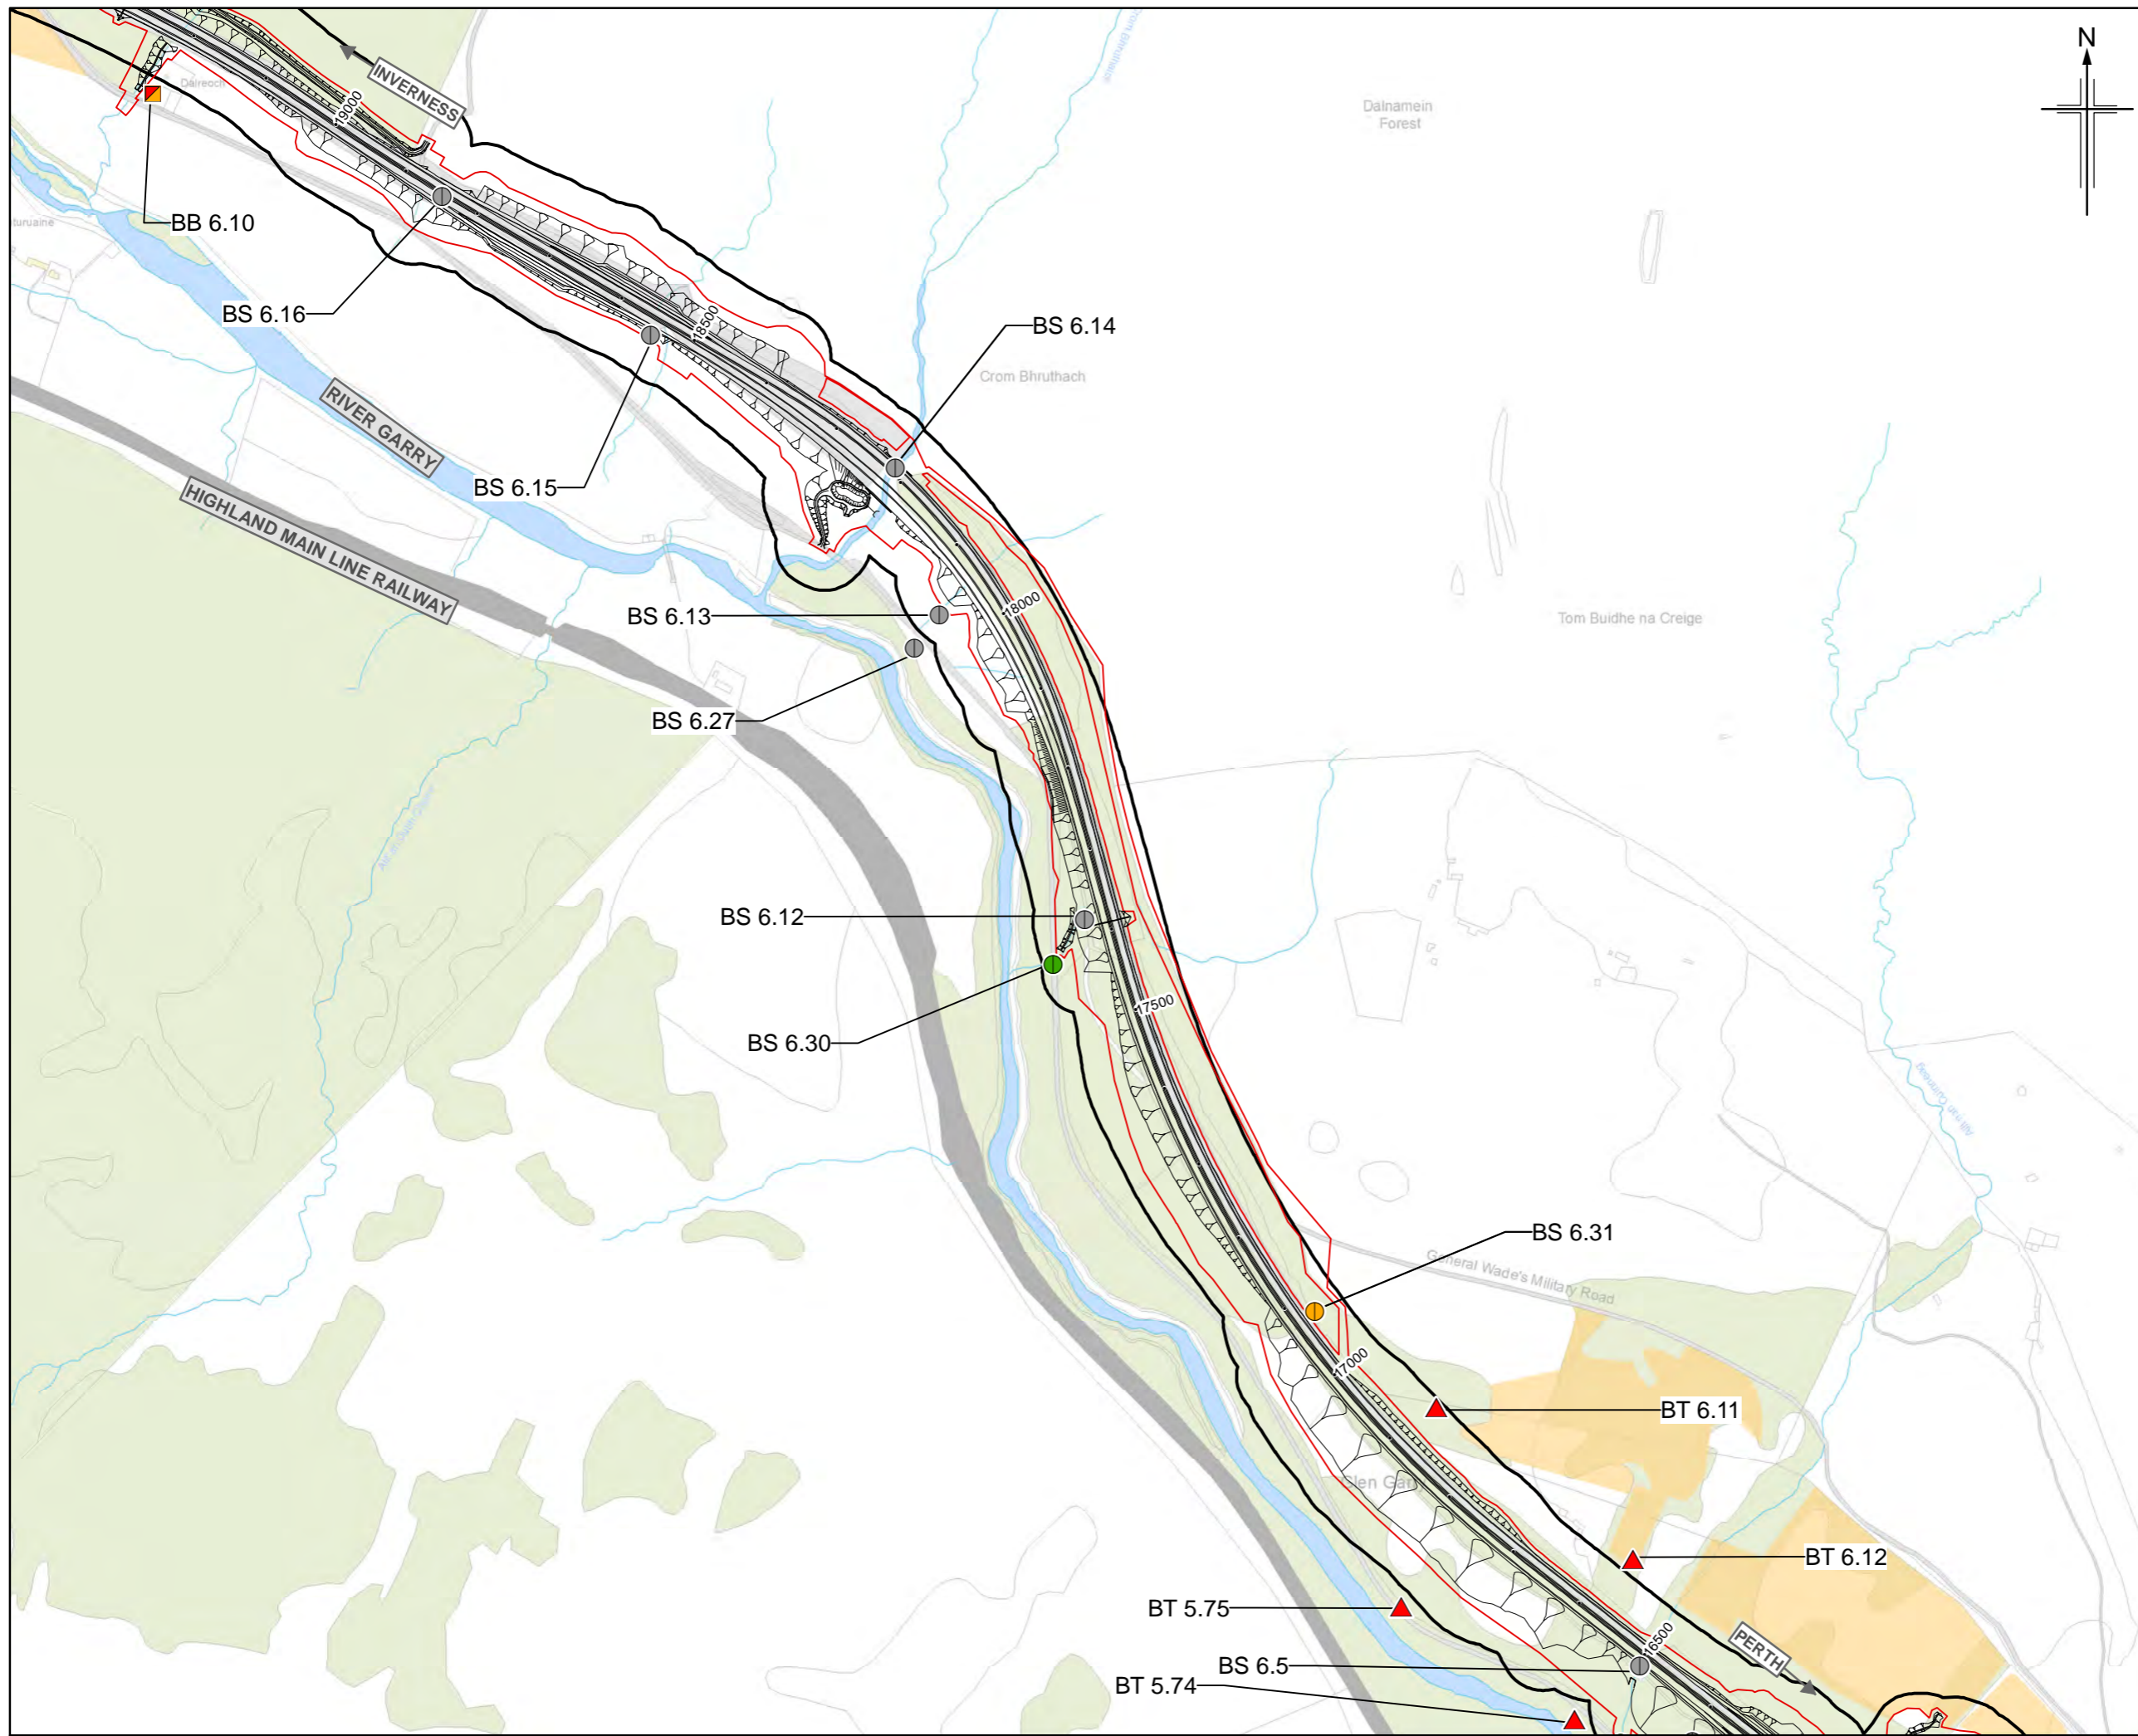 N
INVERNESS
Dalreoch
19000
Dalnamein
Forest
BB 6.10
BS 6.16
18500
BS 6.14
Crom Bhruthach
RIVER GARRY
BS 6.15
HIGHLAND MAIN LINE RAILWAY
18000
BS 6.13
Tom Buidhe na Creige
BS 6.27
BS 6.12
17500
BS 6.30
BS 6.31
General Wade's Military Road
17000
BT 6.11
Glen Garry
BT 6.12
BT 5.75
PERTH
16500
BS 6.5
BT 5.74